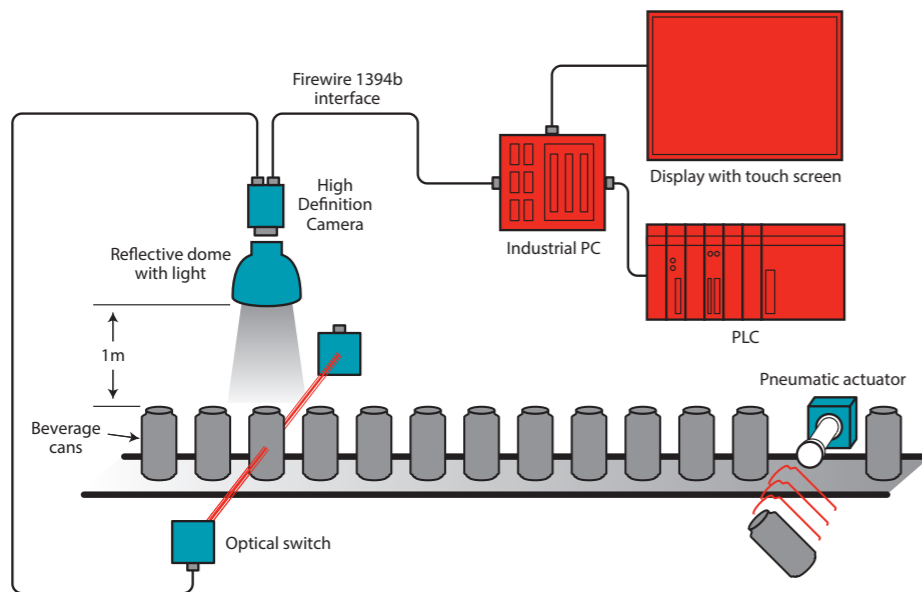 Firewire 1394b
interface
High
Definition
Camera
Display with touch screen
Industrial PC
Reflective dome
with light
PLC
1m
Pneumatic actuator
Beverage
cans
Optical switch